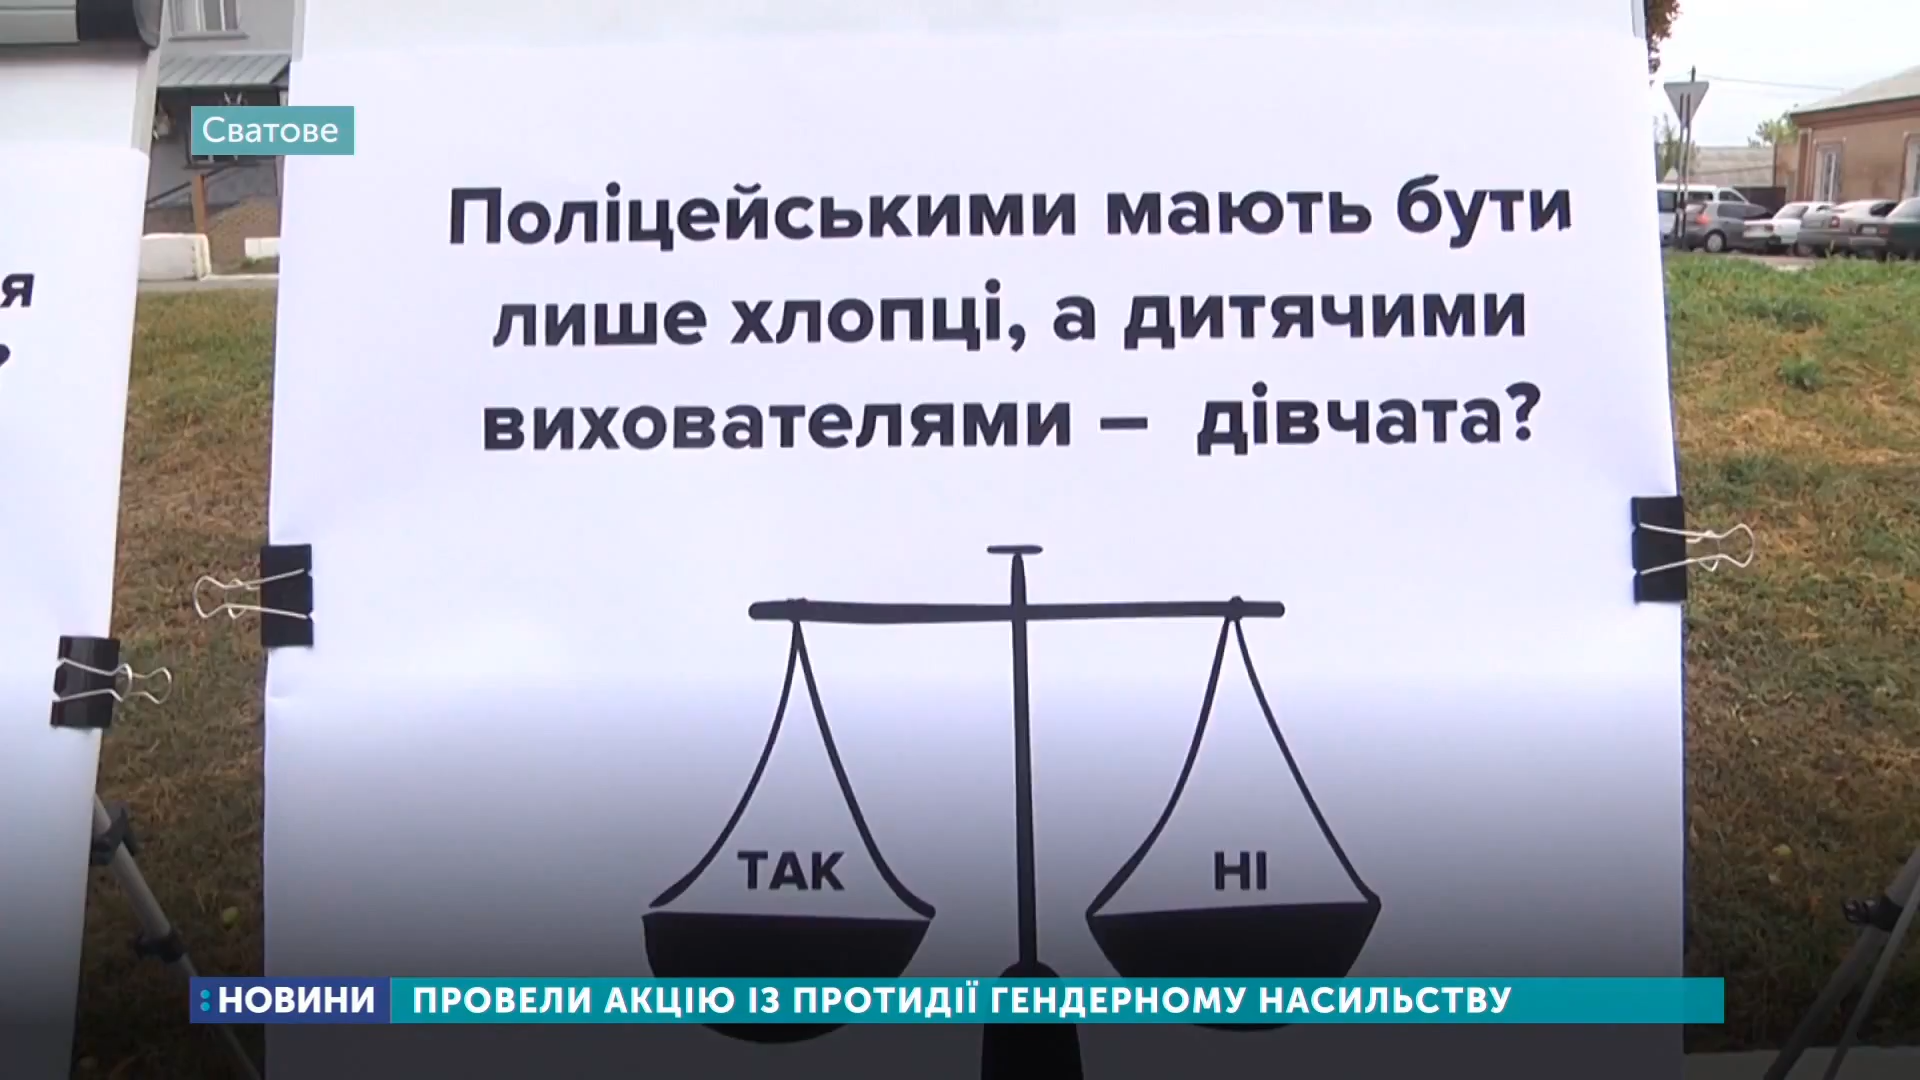 Сватове
Поліцейськими мають бути
лише хлопці, а дитячими
вихователями – дівчата?
я
?
ТАК
НІ
НОВИНИ
ПРОВЕЛИ АКЦІЮ ІЗ ПРОТИДІЇ ГЕНДЕРНОМУ НАСИЛЬСТВУ